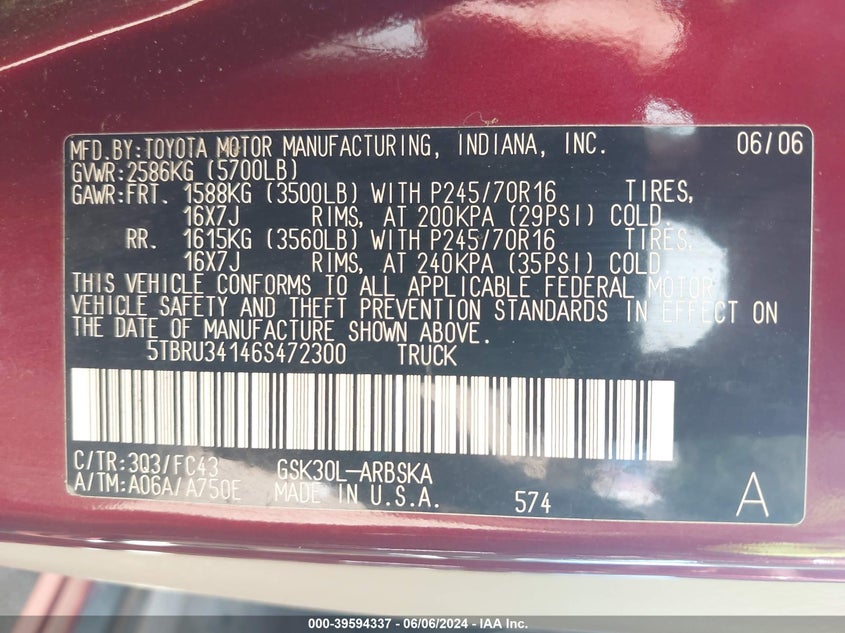 MFD.BY:TOYOTA MOTOR MANUFACTURING, INDIANA, INC. 06/06
GVWR:2586KG (5700LB)
GAWR:FRT. 1588KG (3500LB) WITH P245/70R16 TIRES,
16X7J RIMS, AT 200KPA (29PSI) COLD.
RR. 1615KG (3560LB) WITH P245/70R16 TIRES,
16X7J RIMS, AT 240KPA (35PSI) COLD.
THIS VEHICLE CONFORMS TO ALL APPLICABLE FEDERAL MOTOR
VEHICLE SAFETY AND THEFT PREVENTION STANDARDS IN EFFECT ON
THE DATE OF MANUFACTURE SHOWN ABOVE.
5TBRU34146S472300 TRUCK
C/TR:3Q3/FC43 GSK30L-ARBSKA
A/TM:A06A/A750E MADE IN U.S.A. 574 A
000-39594337 - 06/06/2024 - IAA Inc.